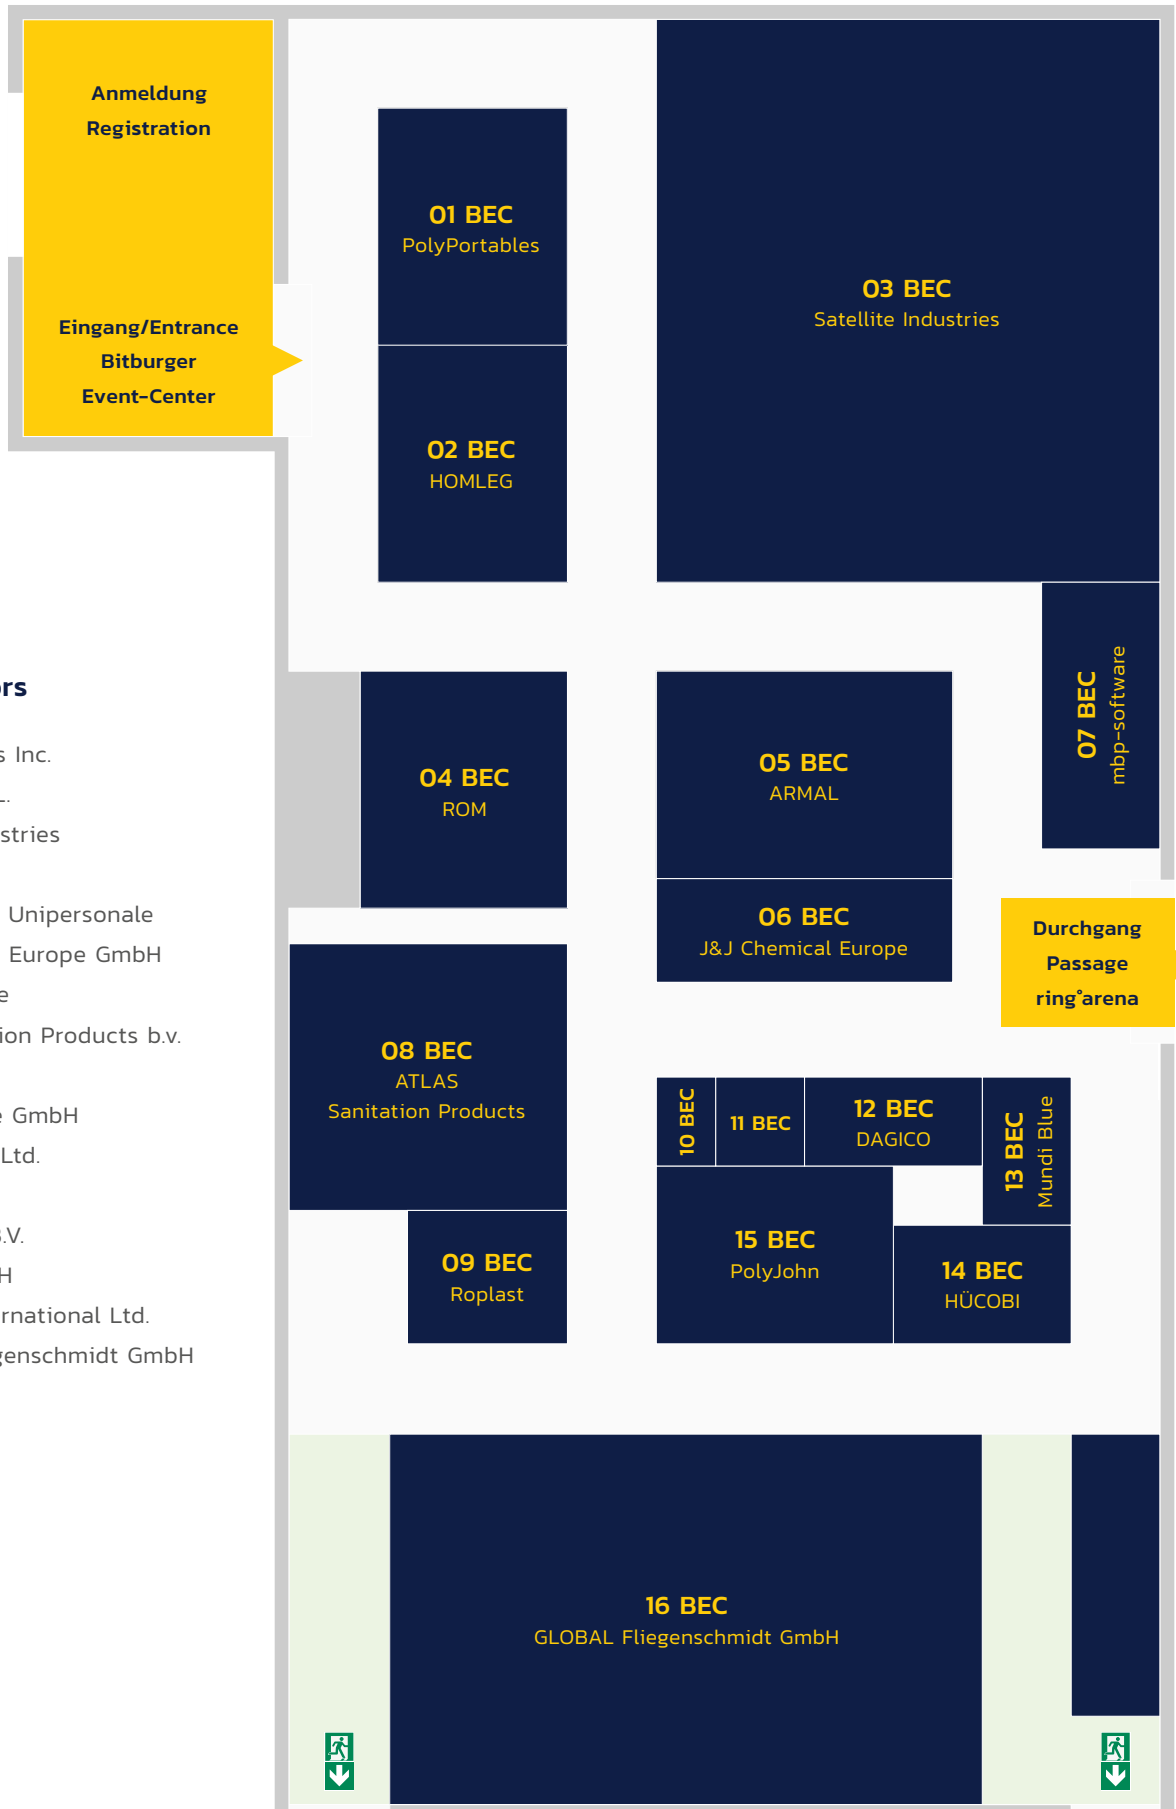 Anmeldung
Registration
Eingang/Entrance
Bitburger
Event-Center
01 BEC
PolyPortables
02 BEC
HOMLEG
03 BEC
Satellite Industries
07 BEC
mbp-software
04 BEC
ROM
05 BEC
ARMAL
06 BEC
J&J Chemical Europe
Durchgang
Passage
ring°arena
08 BEC
ATLAS
Sanitation Products
09 BEC
Roplast
10 BEC
11 BEC
12 BEC
DAGICO
13 BEC
Mundi Blue
15 BEC
PolyJohn
14 BEC
HÜCOBI
16 BEC
GLOBAL Fliegenschmidt GmbH
rs
s Inc.
L.
stries
Unipersonale
Europe GmbH
e
ion Products b.v.
e GmbH
Ltd.
B.V.
H
rnational Ltd.
genschmidt GmbH